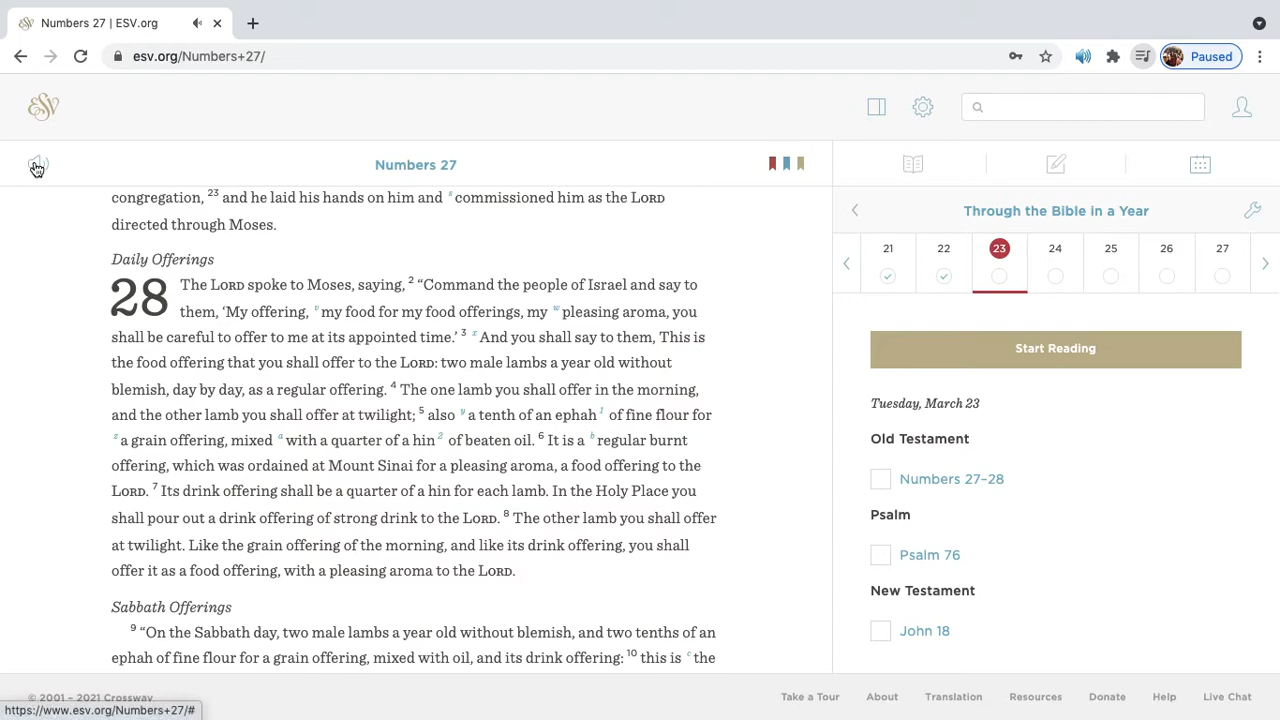 Numbers 27 | ESV.org
esv.org/Numbers+27/
Paused
ESV
Numbers 27
congregation, 23 and he laid his hands on him and s commissioned him as the LORD
directed through Moses.
Daily Offerings
28 The LORD spoke to Moses, saying, 2 “Command the people of Israel and say to
them, ‘My offering, v my food for my food offerings, my w pleasing aroma, you
shall be careful to offer to me at its appointed time.’ 3 x And you shall say to them, This is
the food offering that you shall offer to the LORD: two male lambs a year old without
blemish, day by day, as a regular offering. 4 The one lamb you shall offer in the morning,
and the other lamb you shall offer at twilight; 5 also y a tenth of an ephah 1 of fine flour for
z a grain offering, mixed a with a quarter of a hin 2 of beaten oil. 6 It is a b regular burnt
offering, which was ordained at Mount Sinai for a pleasing aroma, a food offering to the
LORD. 7 Its drink offering shall be a quarter of a hin for each lamb. In the Holy Place you
shall pour out a drink offering of strong drink to the LORD. 8 The other lamb you shall offer
at twilight. Like the grain offering of the morning, and like its drink offering, you shall
offer it as a food offering, with a pleasing aroma to the LORD.
Sabbath Offerings
9 “On the Sabbath day, two male lambs a year old without blemish, and two tenths of an
ephah of fine flour for a grain offering, mixed with oil, and its drink offering: 10 this is c the
Through the Bible in a Year
21 22 23 24 25 26 27
Start Reading
Tuesday, March 23
Old Testament
Numbers 27–28
Psalm
Psalm 76
New Testament
John 18
© 2001 – 2021 Crossway
Take a Tour About Translation Resources Donate Help Live Chat
https://www.esv.org/Numbers+27/#